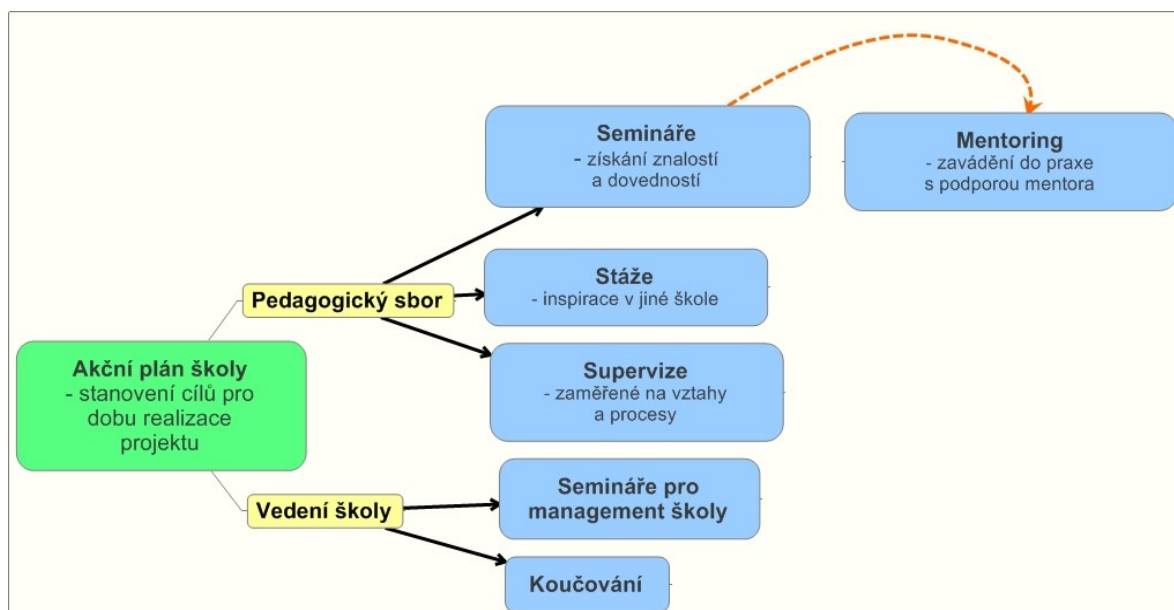 Semináře
- získání znalostí
a dovedností
Mentoring
- zavádění do praxe
s podporou mentora
Pedagogický sbor
Stáže
- inspirace v jiné škole
Akční plán školy
- stanovení cílů pro
dobu realizace
projektu
Supervize
- zaměřené na vztahy
a procesy
Vedení školy
Semináře pro
management školy
Koučování